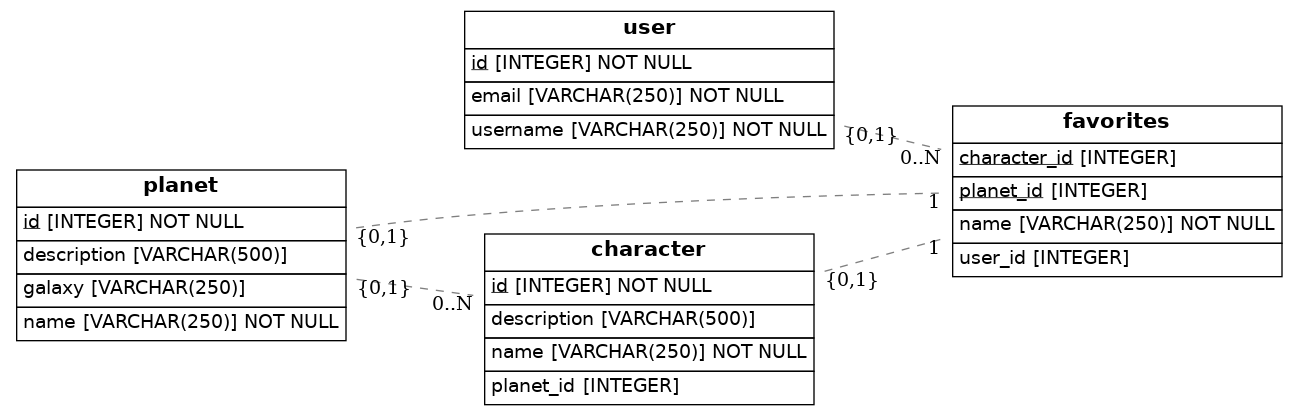 user
id [INTEGER] NOT NULL
email [VARCHAR(250)] NOT NULL
username [VARCHAR(250)] NOT NULL
{0,1}
0..N
favorites
character_id [INTEGER]
planet_id [INTEGER]
name [VARCHAR(250)] NOT NULL
user_id [INTEGER]
planet
id [INTEGER] NOT NULL
description [VARCHAR(500)]
galaxy [VARCHAR(250)]
name [VARCHAR(250)] NOT NULL
{0,1}
1
{0,1}
0..N
character
id [INTEGER] NOT NULL
description [VARCHAR(500)]
name [VARCHAR(250)] NOT NULL
planet_id [INTEGER]
{0,1}
1